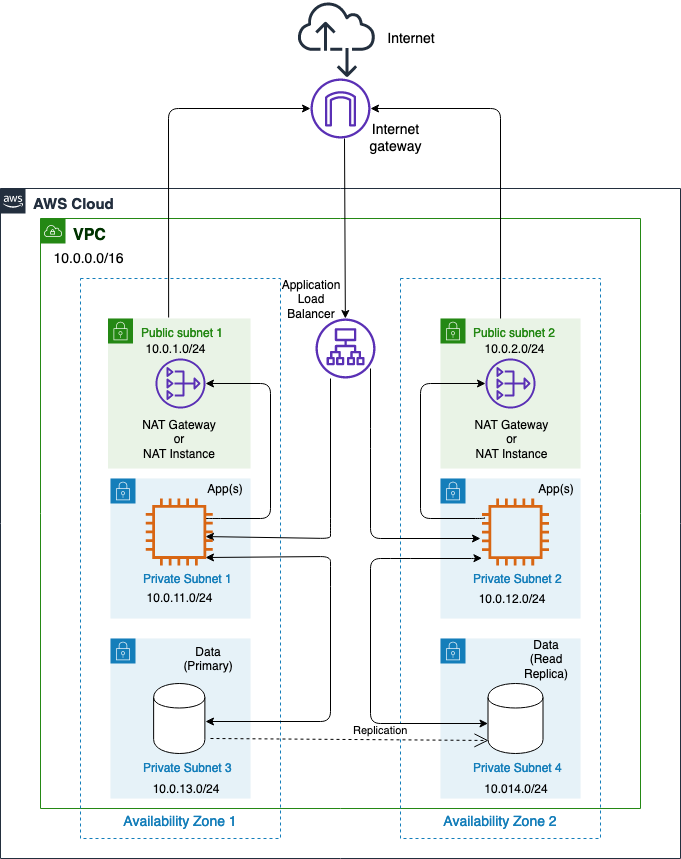 Internet
Internet
gateway
aws
AWS Cloud
VPC
10.0.0.0/16
Application
Load
Balancer
Public subnet 1
10.0.1.0/24
NAT Gateway
or
NAT Instance
Public subnet 2
10.0.2.0/24
NAT Gateway
or
NAT Instance
App(s)
Private Subnet 1
10.0.11.0/24
App(s)
Private Subnet 2
10.0.12.0/24
Data
(Primary)
Private Subnet 3
10.0.13.0/24
Replication
Data
(Read
Replica)
Private Subnet 4
10.014.0/24
Availability Zone 1
Availability Zone 2